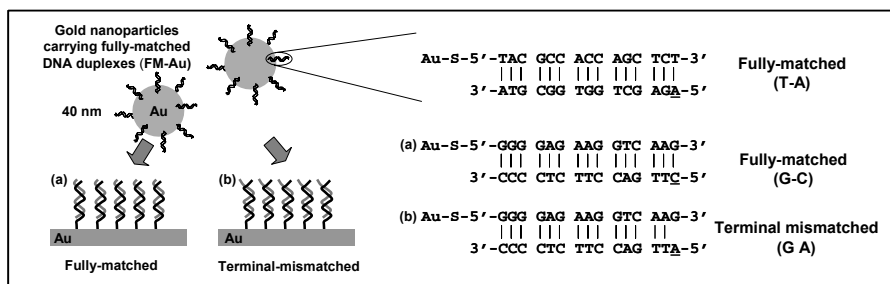 Gold nanoparticles
carrying fully-matched
DNA duplexes (FM-Au)
40 nm
Au
(a)
Au
Fully-matched
(b)
Au
Terminal-mismatched
Au-S-5’-TAC GCC ACC AGC TCT-3’
3’-ATG CGG TGG TCG AGA-5’
Fully-matched
(T-A)
(a) Au-S-5’-GGG GAG AAG GTC AAG-3’
3’-CCC CTC TTC CAG TTC-5’
Fully-matched
(G-C)
(b) Au-S-5’-GGG GAG AAG GTC AAG-3’
3’-CCC CTC TTC CAG TTA-5’
Terminal mismatched
(G A)